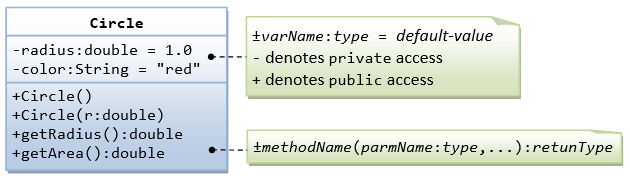 Circle
-radius:double = 1.0
-color:String = "red"
+Circle()
+Circle(r:double)
+getRadius():double
+getArea():double
±varName:type = default-value
- denotes private access
+ denotes public access
±methodName(parmName:type,...):retunType